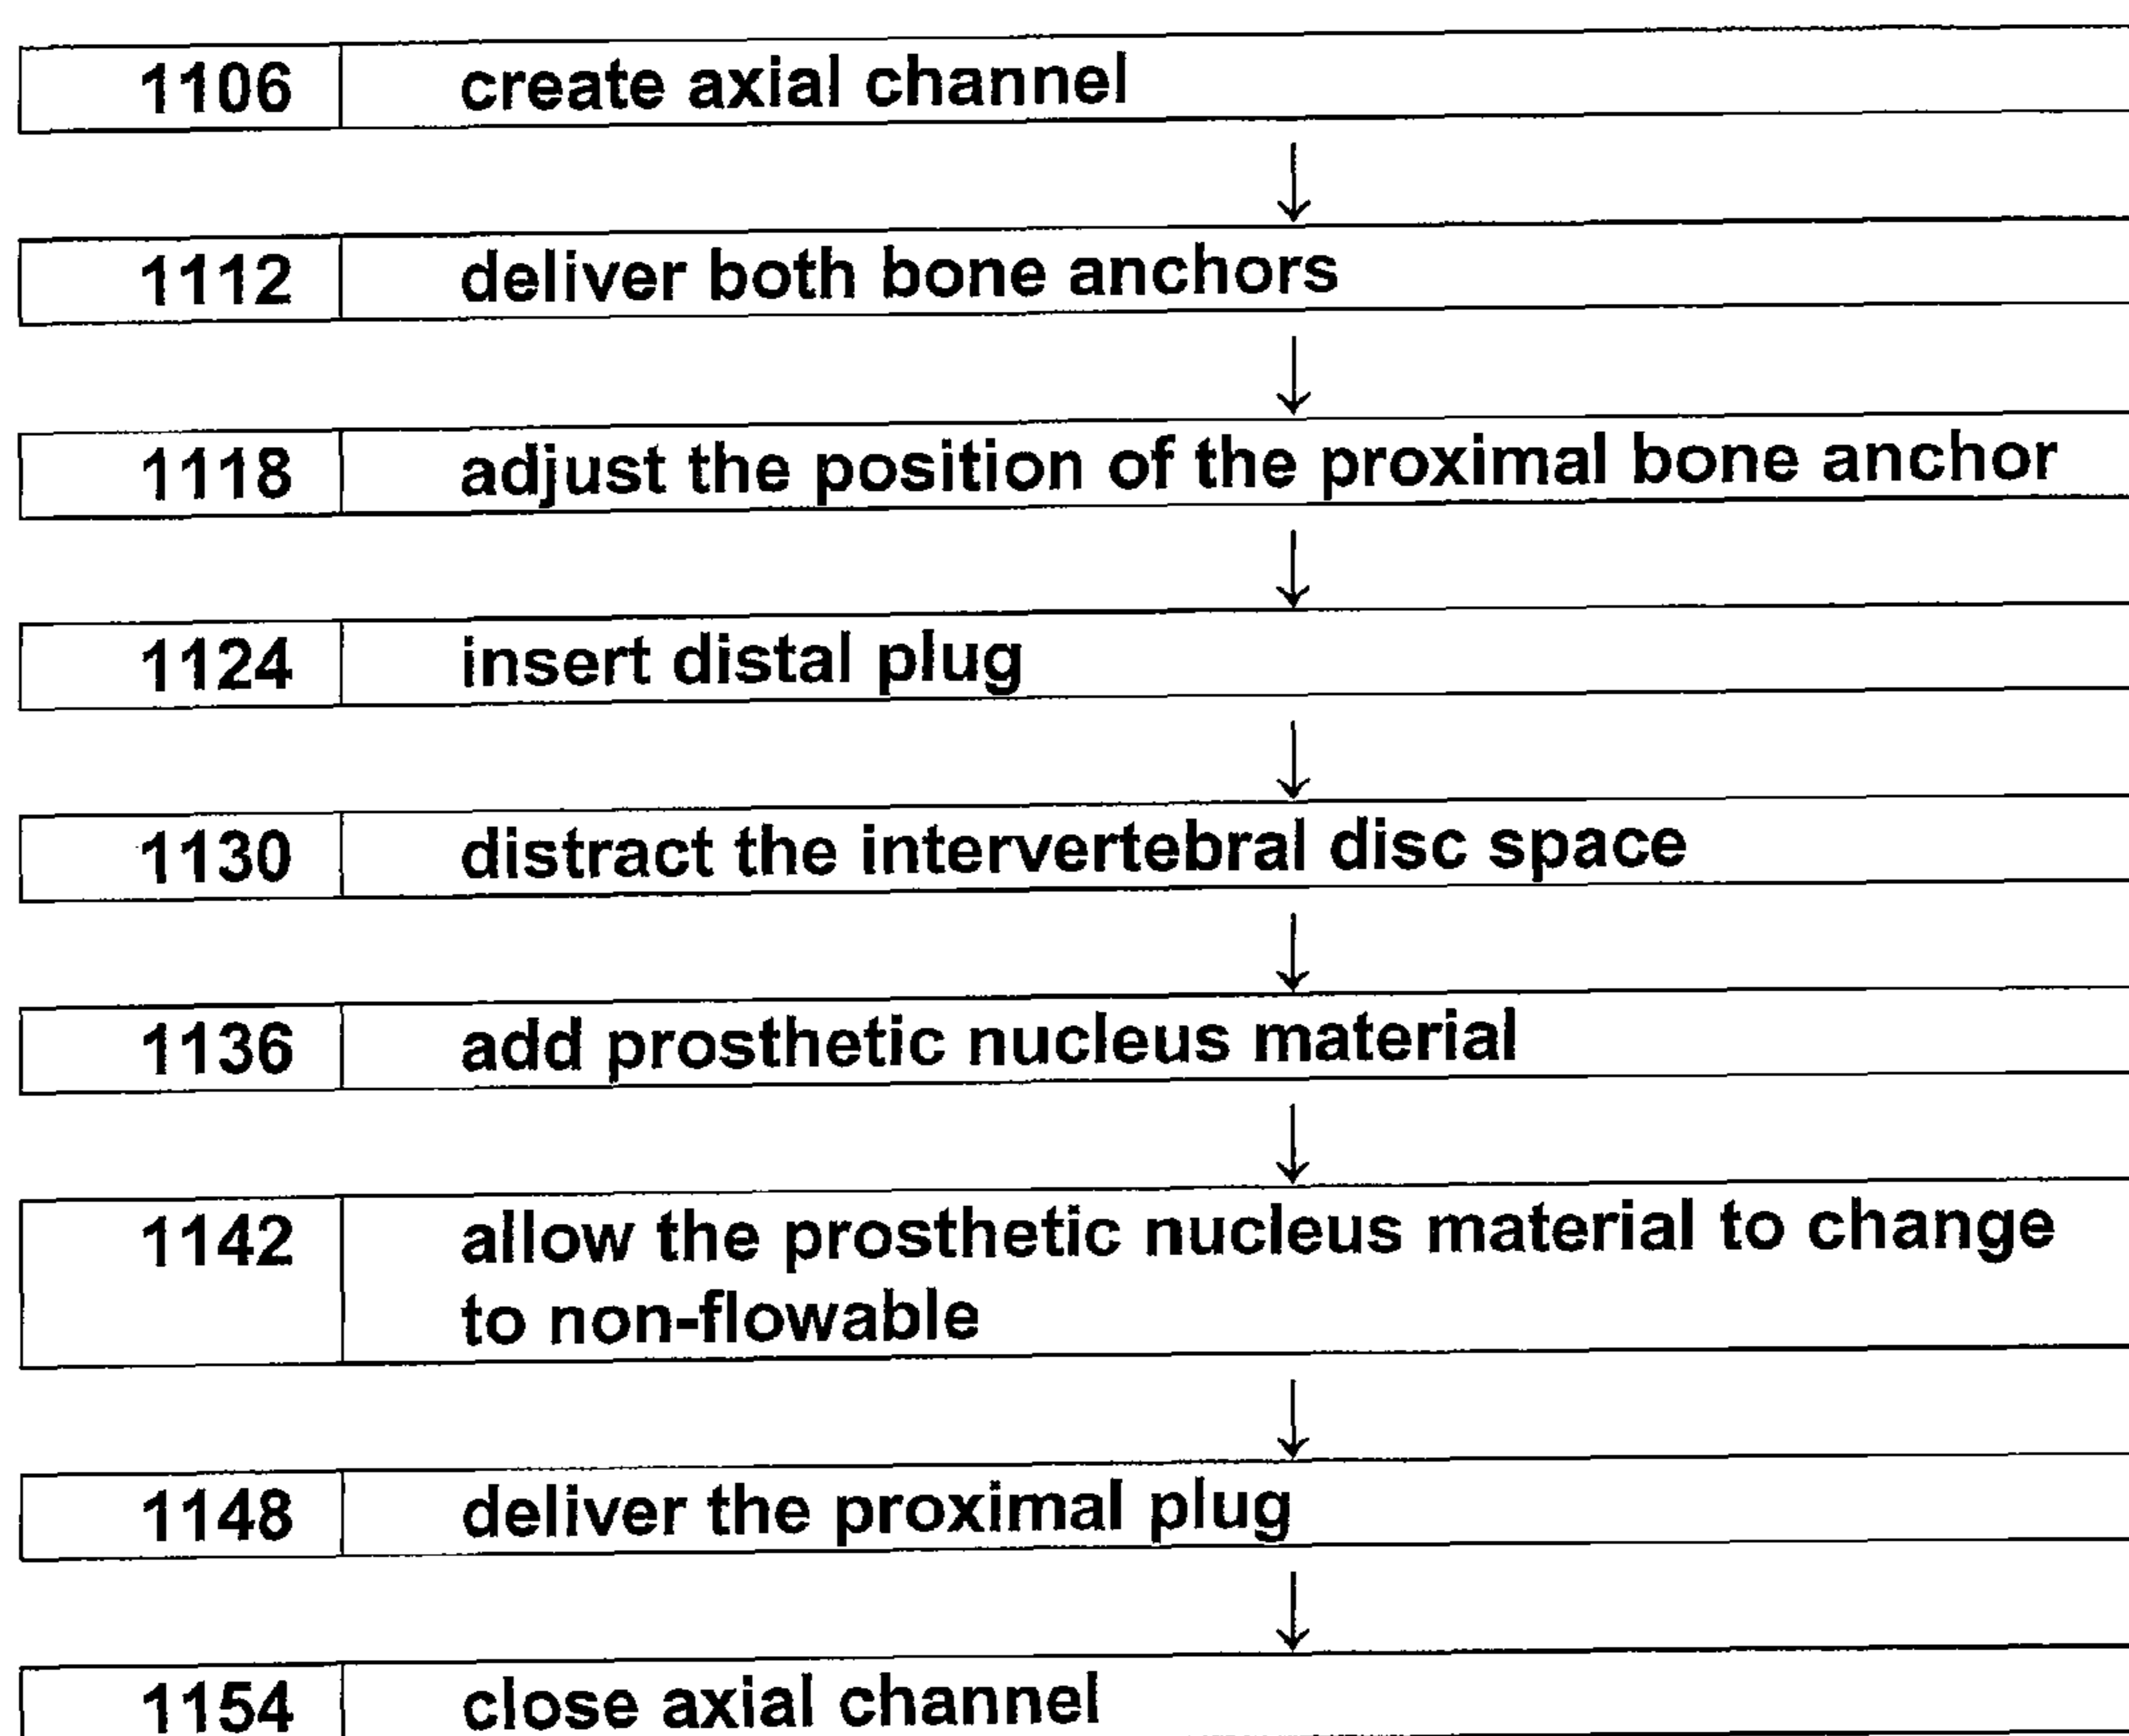 1106 create axial channel
1112 deliver both bone anchors
1118 adjust the position of the proximal bone anchor
1124 insert distal plug
1130 distract the intervertebral disc space
1136 add prosthetic nucleus material
1142 allow the prosthetic nucleus material to change
to non-flowable
1148 deliver the proximal plug
1154 close axial channel